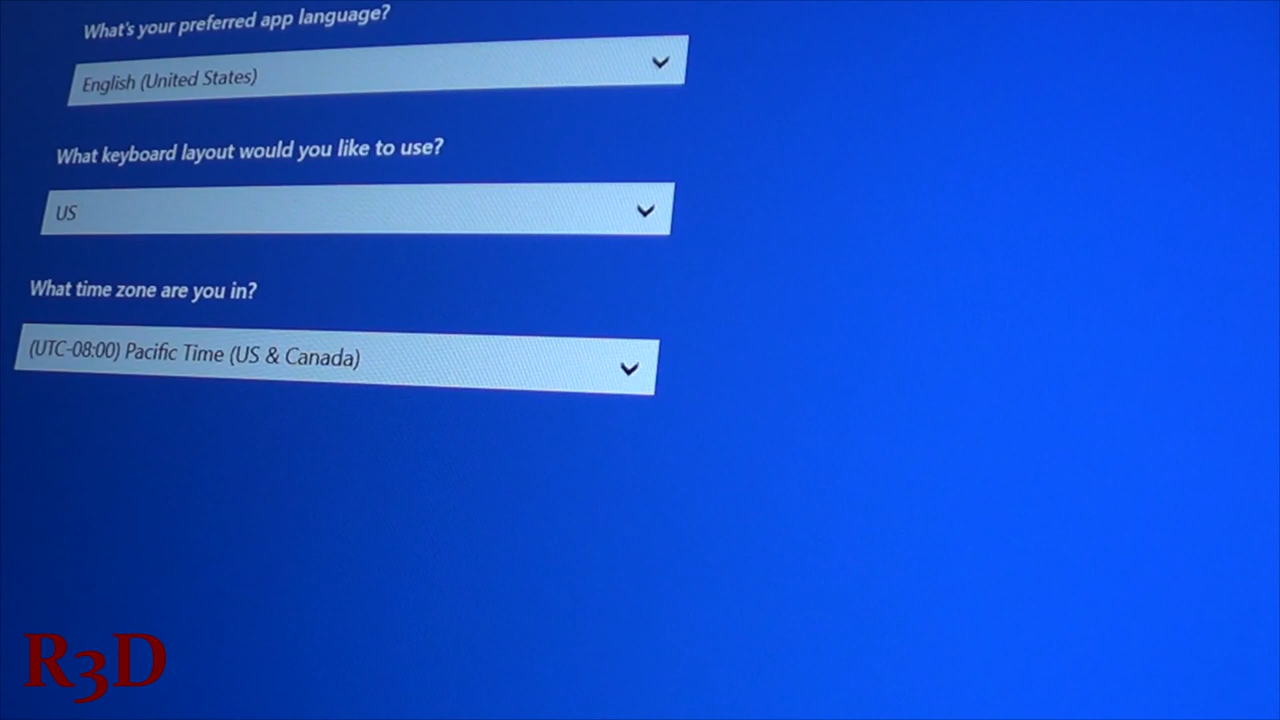 What's your preferred app language?
English (United States)
What keyboard layout would you like to use?
US
What time zone are you in?
(UTC-08:00) Pacific Time (US & Canada)
R3D